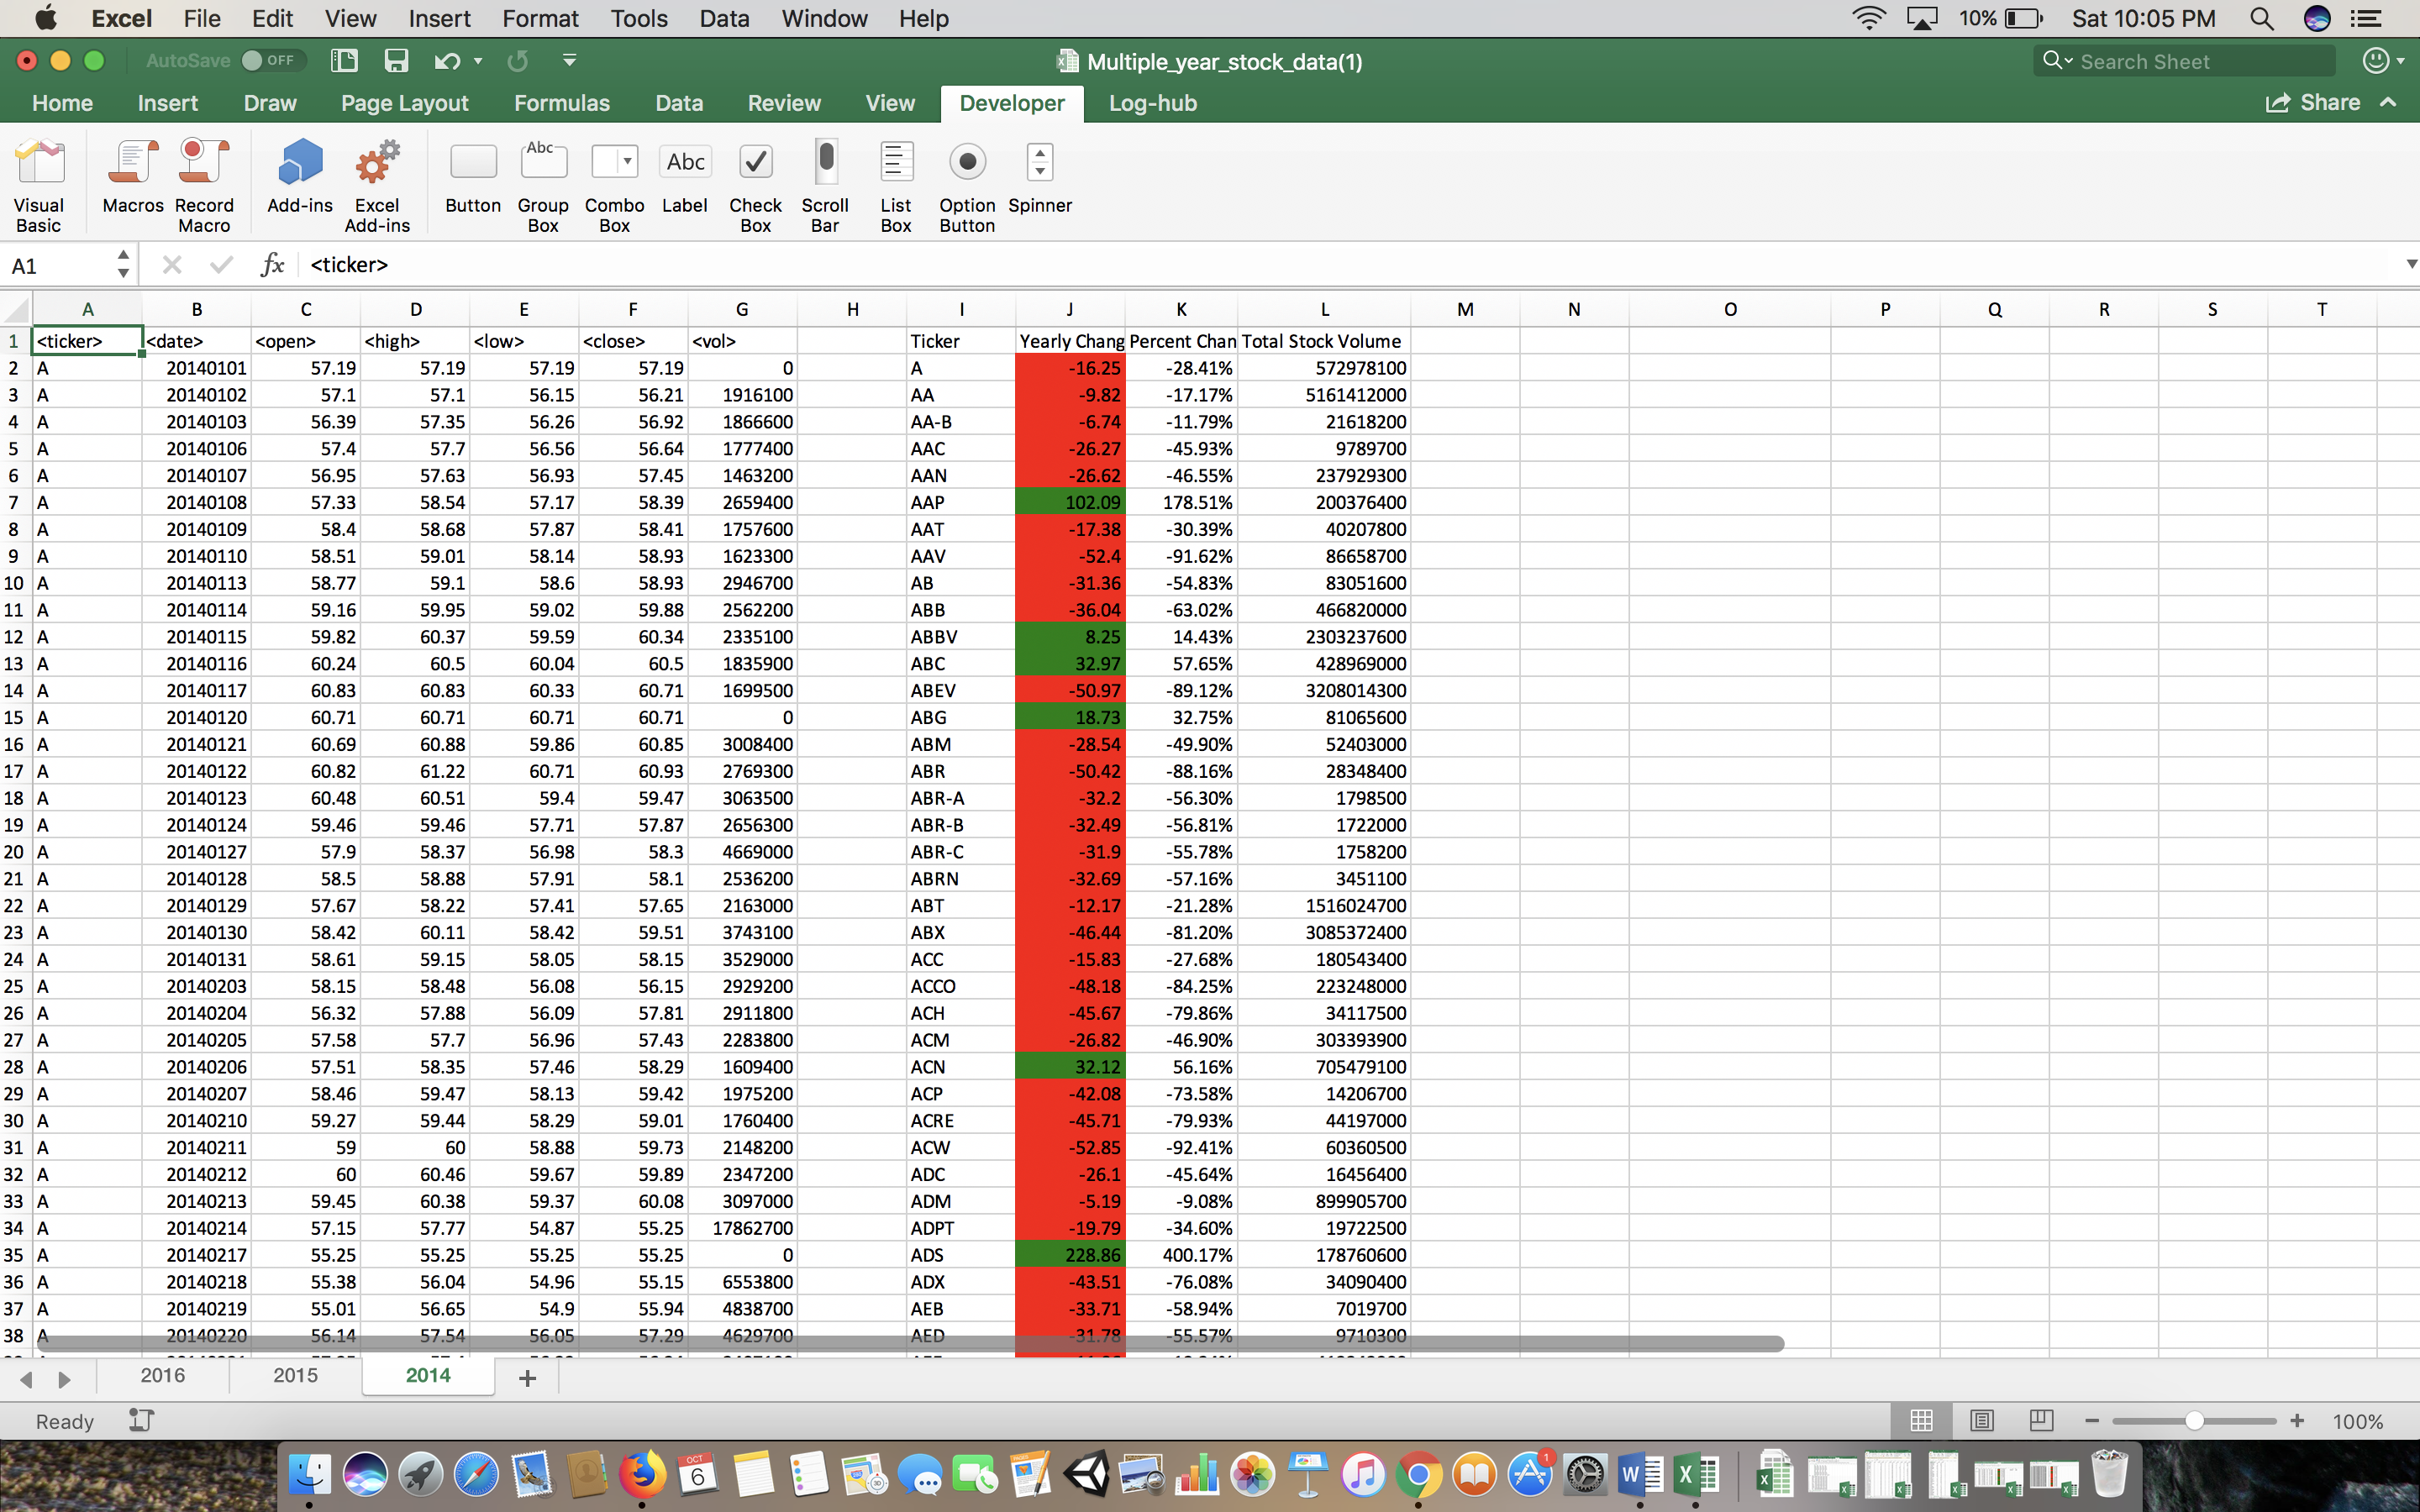 Excel File Edit View Insert Format Tools Data Window Help 10% Sat 10:05 PM
AutoSave OFF Multiple_year_stock_data(1) Search Sheet
Home Insert Draw Page Layout Formulas Data Review View Developer Log-hub Share
Visual Basic Macros Record Macro Add-ins Excel Add-ins Button Group Box Combo Box Label Check Box Scroll Bar List Box Option Button Spinner
Abc Abc
A1 fx <ticker>
A B C D E F G H I J K L M N O P Q R S T
1 <ticker> <date> <open> <high> <low> <close> <vol> Ticker Yearly Chang Percent Chan Total Stock Volume
2 A 20140101 57.19 57.19 57.19 57.19 0 A -16.25 -28.41% 572978100
3 A 20140102 57.1 57.1 56.15 56.21 1916100 AA -9.82 -17.17% 5161412000
4 A 20140103 56.39 57.35 56.26 56.92 1866600 AA-B -6.74 -11.79% 21618200
5 A 20140106 57.4 57.7 56.56 56.64 1777400 AAC -26.27 -45.93% 9789700
6 A 20140107 56.95 57.63 56.93 57.45 1463200 AAN -26.62 -46.55% 237929300
7 A 20140108 57.33 58.54 57.17 58.39 2659400 AAP 102.09 178.51% 200376400
8 A 20140109 58.4 58.68 57.87 58.41 1757600 AAT -17.38 -30.39% 40207800
9 A 20140110 58.51 59.01 58.14 58.93 1623300 AAV -52.4 -91.62% 86658700
10 A 20140113 58.77 59.1 58.6 58.93 2946700 AB -31.36 -54.83% 83051600
11 A 20140114 59.16 59.95 59.02 59.88 2562200 ABB -36.04 -63.02% 466820000
12 A 20140115 59.82 60.37 59.59 60.34 2335100 ABBV 8.25 14.43% 2303237600
13 A 20140116 60.24 60.5 60.04 60.5 1835900 ABC 32.97 57.65% 428969000
14 A 20140117 60.83 60.83 60.33 60.71 1699500 ABEV -50.97 -89.12% 3208014300
15 A 20140120 60.71 60.71 60.71 60.71 0 ABG 18.73 32.75% 81065600
16 A 20140121 60.69 60.88 59.86 60.85 3008400 ABM -28.54 -49.90% 52403000
17 A 20140122 60.82 61.22 60.71 60.93 2769300 ABR -50.42 -88.16% 28348400
18 A 20140123 60.48 60.51 59.4 59.47 3063500 ABR-A -32.2 -56.30% 1798500
19 A 20140124 59.46 59.46 57.71 57.87 2656300 ABR-B -32.49 -56.81% 1722000
20 A 20140127 57.9 58.37 56.98 58.3 4669000 ABR-C -31.9 -55.78% 1758200
21 A 20140128 58.5 58.88 57.91 58.1 2536200 ABRN -32.69 -57.16% 3451100
22 A 20140129 57.67 58.22 57.41 57.65 2163000 ABT -12.17 -21.28% 1516024700
23 A 20140130 58.42 60.11 58.42 59.51 3743100 ABX -46.44 -81.20% 3085372400
24 A 20140131 58.61 59.15 58.05 58.15 3529000 ACC -15.83 -27.68% 180543400
25 A 20140203 58.15 58.48 56.08 56.15 2929200 ACCO -48.18 -84.25% 223248000
26 A 20140204 56.32 57.88 56.09 57.81 2911800 ACH -45.67 -79.86% 34117500
27 A 20140205 57.58 57.7 56.96 57.43 2283800 ACM -26.82 -46.90% 303393900
28 A 20140206 57.51 58.35 57.46 58.29 1609400 ACN 32.12 56.16% 705479100
29 A 20140207 58.46 59.47 58.13 59.42 1975200 ACP -42.08 -73.58% 14206700
30 A 20140210 59.27 59.44 58.29 59.01 1760400 ACRE -45.71 -79.93% 44197000
31 A 20140211 59 60 58.88 59.73 2148200 ACW -52.85 -92.41% 60360500
32 A 20140212 60 60.46 59.67 59.89 2347200 ADC -26.1 -45.64% 16456400
33 A 20140213 59.45 60.38 59.37 60.08 3097000 ADM -5.19 -9.08% 899905700
34 A 20140214 57.15 57.77 54.87 55.25 17862700 ADPT -19.79 -34.60% 19722500
35 A 20140217 55.25 55.25 55.25 55.25 0 ADS 228.86 400.17% 178760600
36 A 20140218 55.38 56.04 54.96 55.15 6553800 ADX -43.51 -76.08% 34090400
37 A 20140219 55.01 56.65 54.9 55.94 4838700 AEB -33.71 -58.94% 7019700
38 A 20140220 56.14 57.54 56.05 57.29 4629700 AED -31.78 -55.57% 9710300
2016 2015 2014
Ready 100%
OCT 6 1